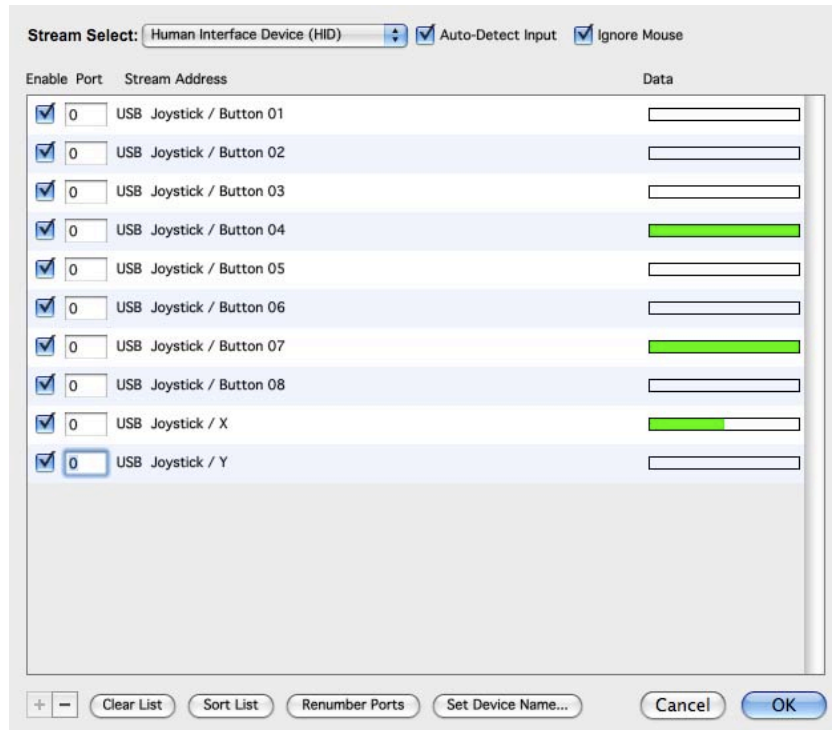 Stream Select: Human Interface Device (HID) Auto-Detect Input Ignore Mouse
Enable Port Stream Address Data
0 USB Joystick / Button 01
0 USB Joystick / Button 02
0 USB Joystick / Button 03
0 USB Joystick / Button 04
0 USB Joystick / Button 05
0 USB Joystick / Button 06
0 USB Joystick / Button 07
0 USB Joystick / Button 08
0 USB Joystick / X
0 USB Joystick / Y
+ − Clear List Sort List Renumber Ports Set Device Name... Cancel OK